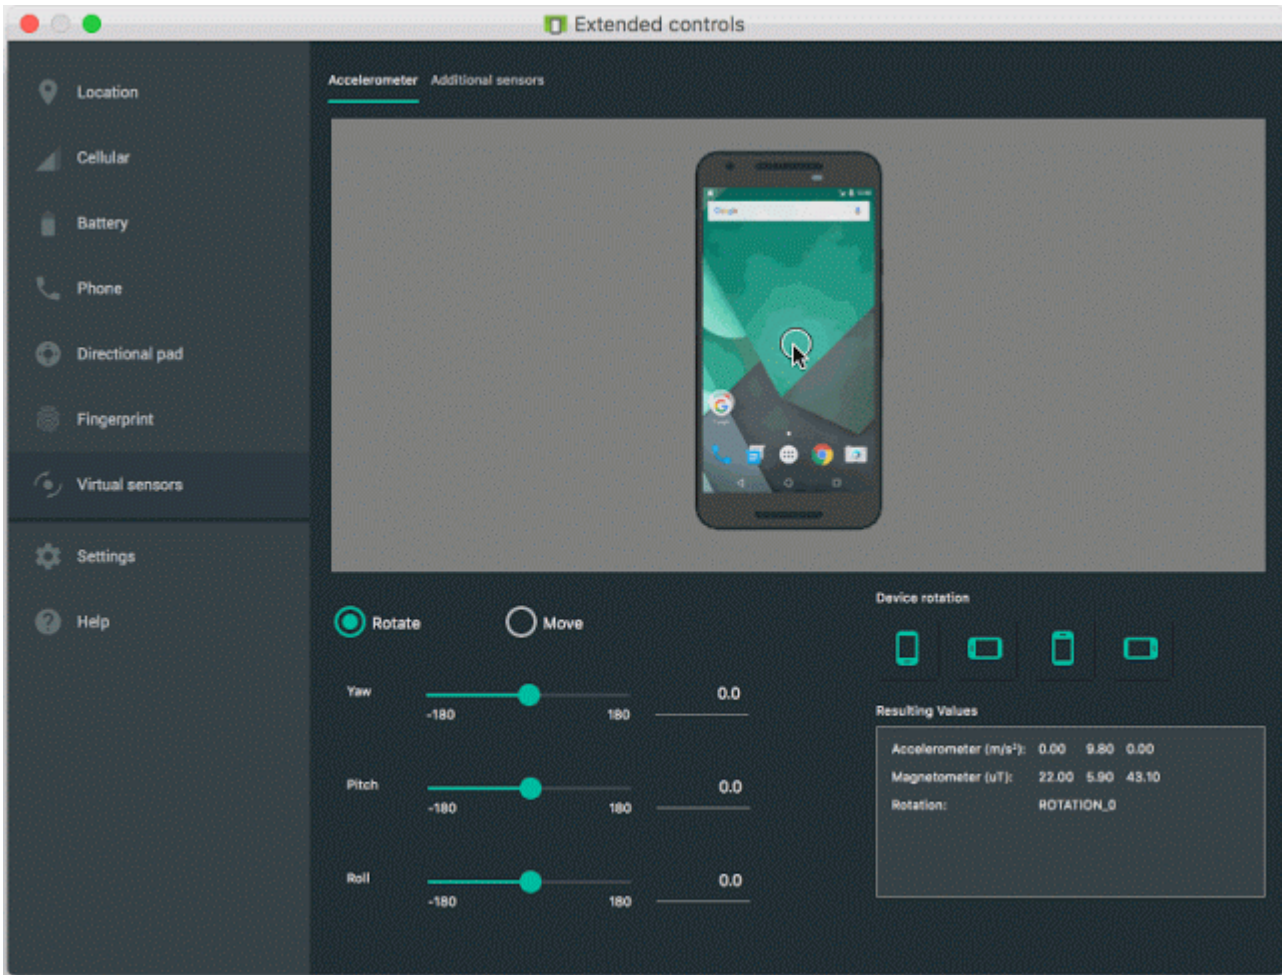 Extended controls
Location
Cellular
Battery
Phone
Directional pad
Fingerprint
Virtual sensors
Settings
Help
Accelerometer Additional sensors
Google
Rotate Move
Yaw 0.0
-180 180
Pitch 0.0
-180 180
Roll 0.0
-180 180
Device rotation
Resulting Values
Accelerometer (m/s²): 0.00 9.80 0.00
Magnetometer (uT): 22.00 5.90 43.10
Rotation: ROTATION_0